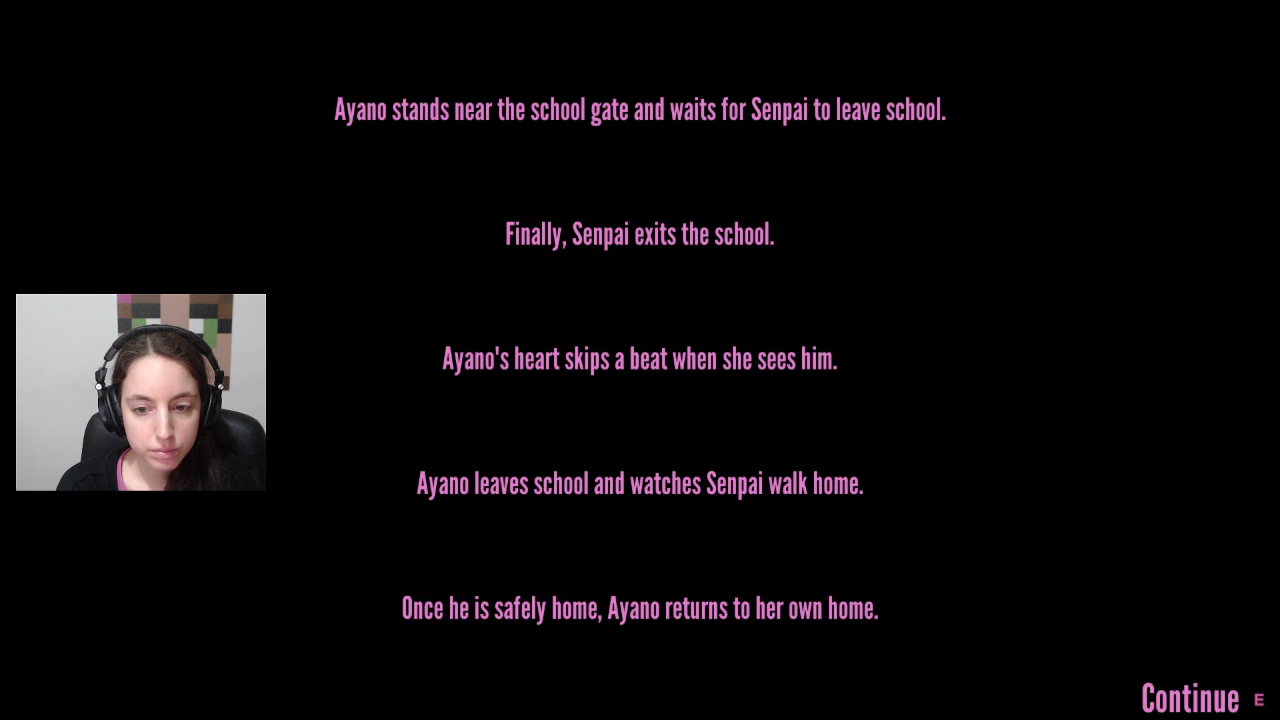 Ayano stands near the school gate and waits for Senpai to leave school.
Finally, Senpai exits the school.
Ayano's heart skips a beat when she sees him.
Ayano leaves school and watches Senpai walk home.
Once he is safely home, Ayano returns to her own home.
Continue E